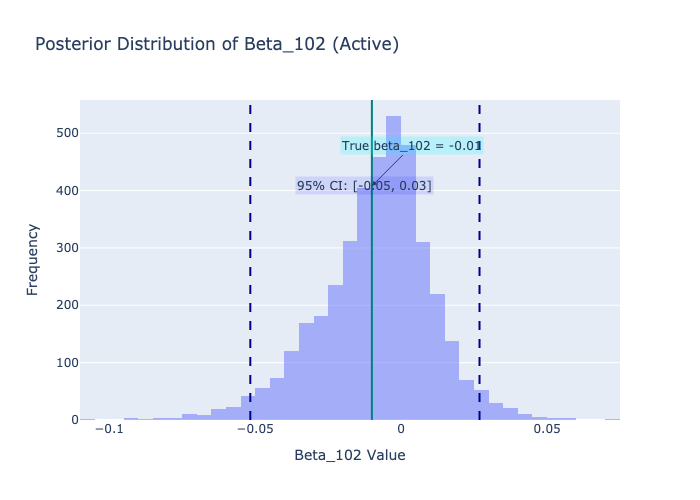 Posterior Distribution of Beta_102 (Active)
500
True beta_102 = -0.01
400
95% CI: [-0.05, 0.03]
300
200
100
0
−0.1
−0.05
0
0.05
Frequency
Beta_102 Value